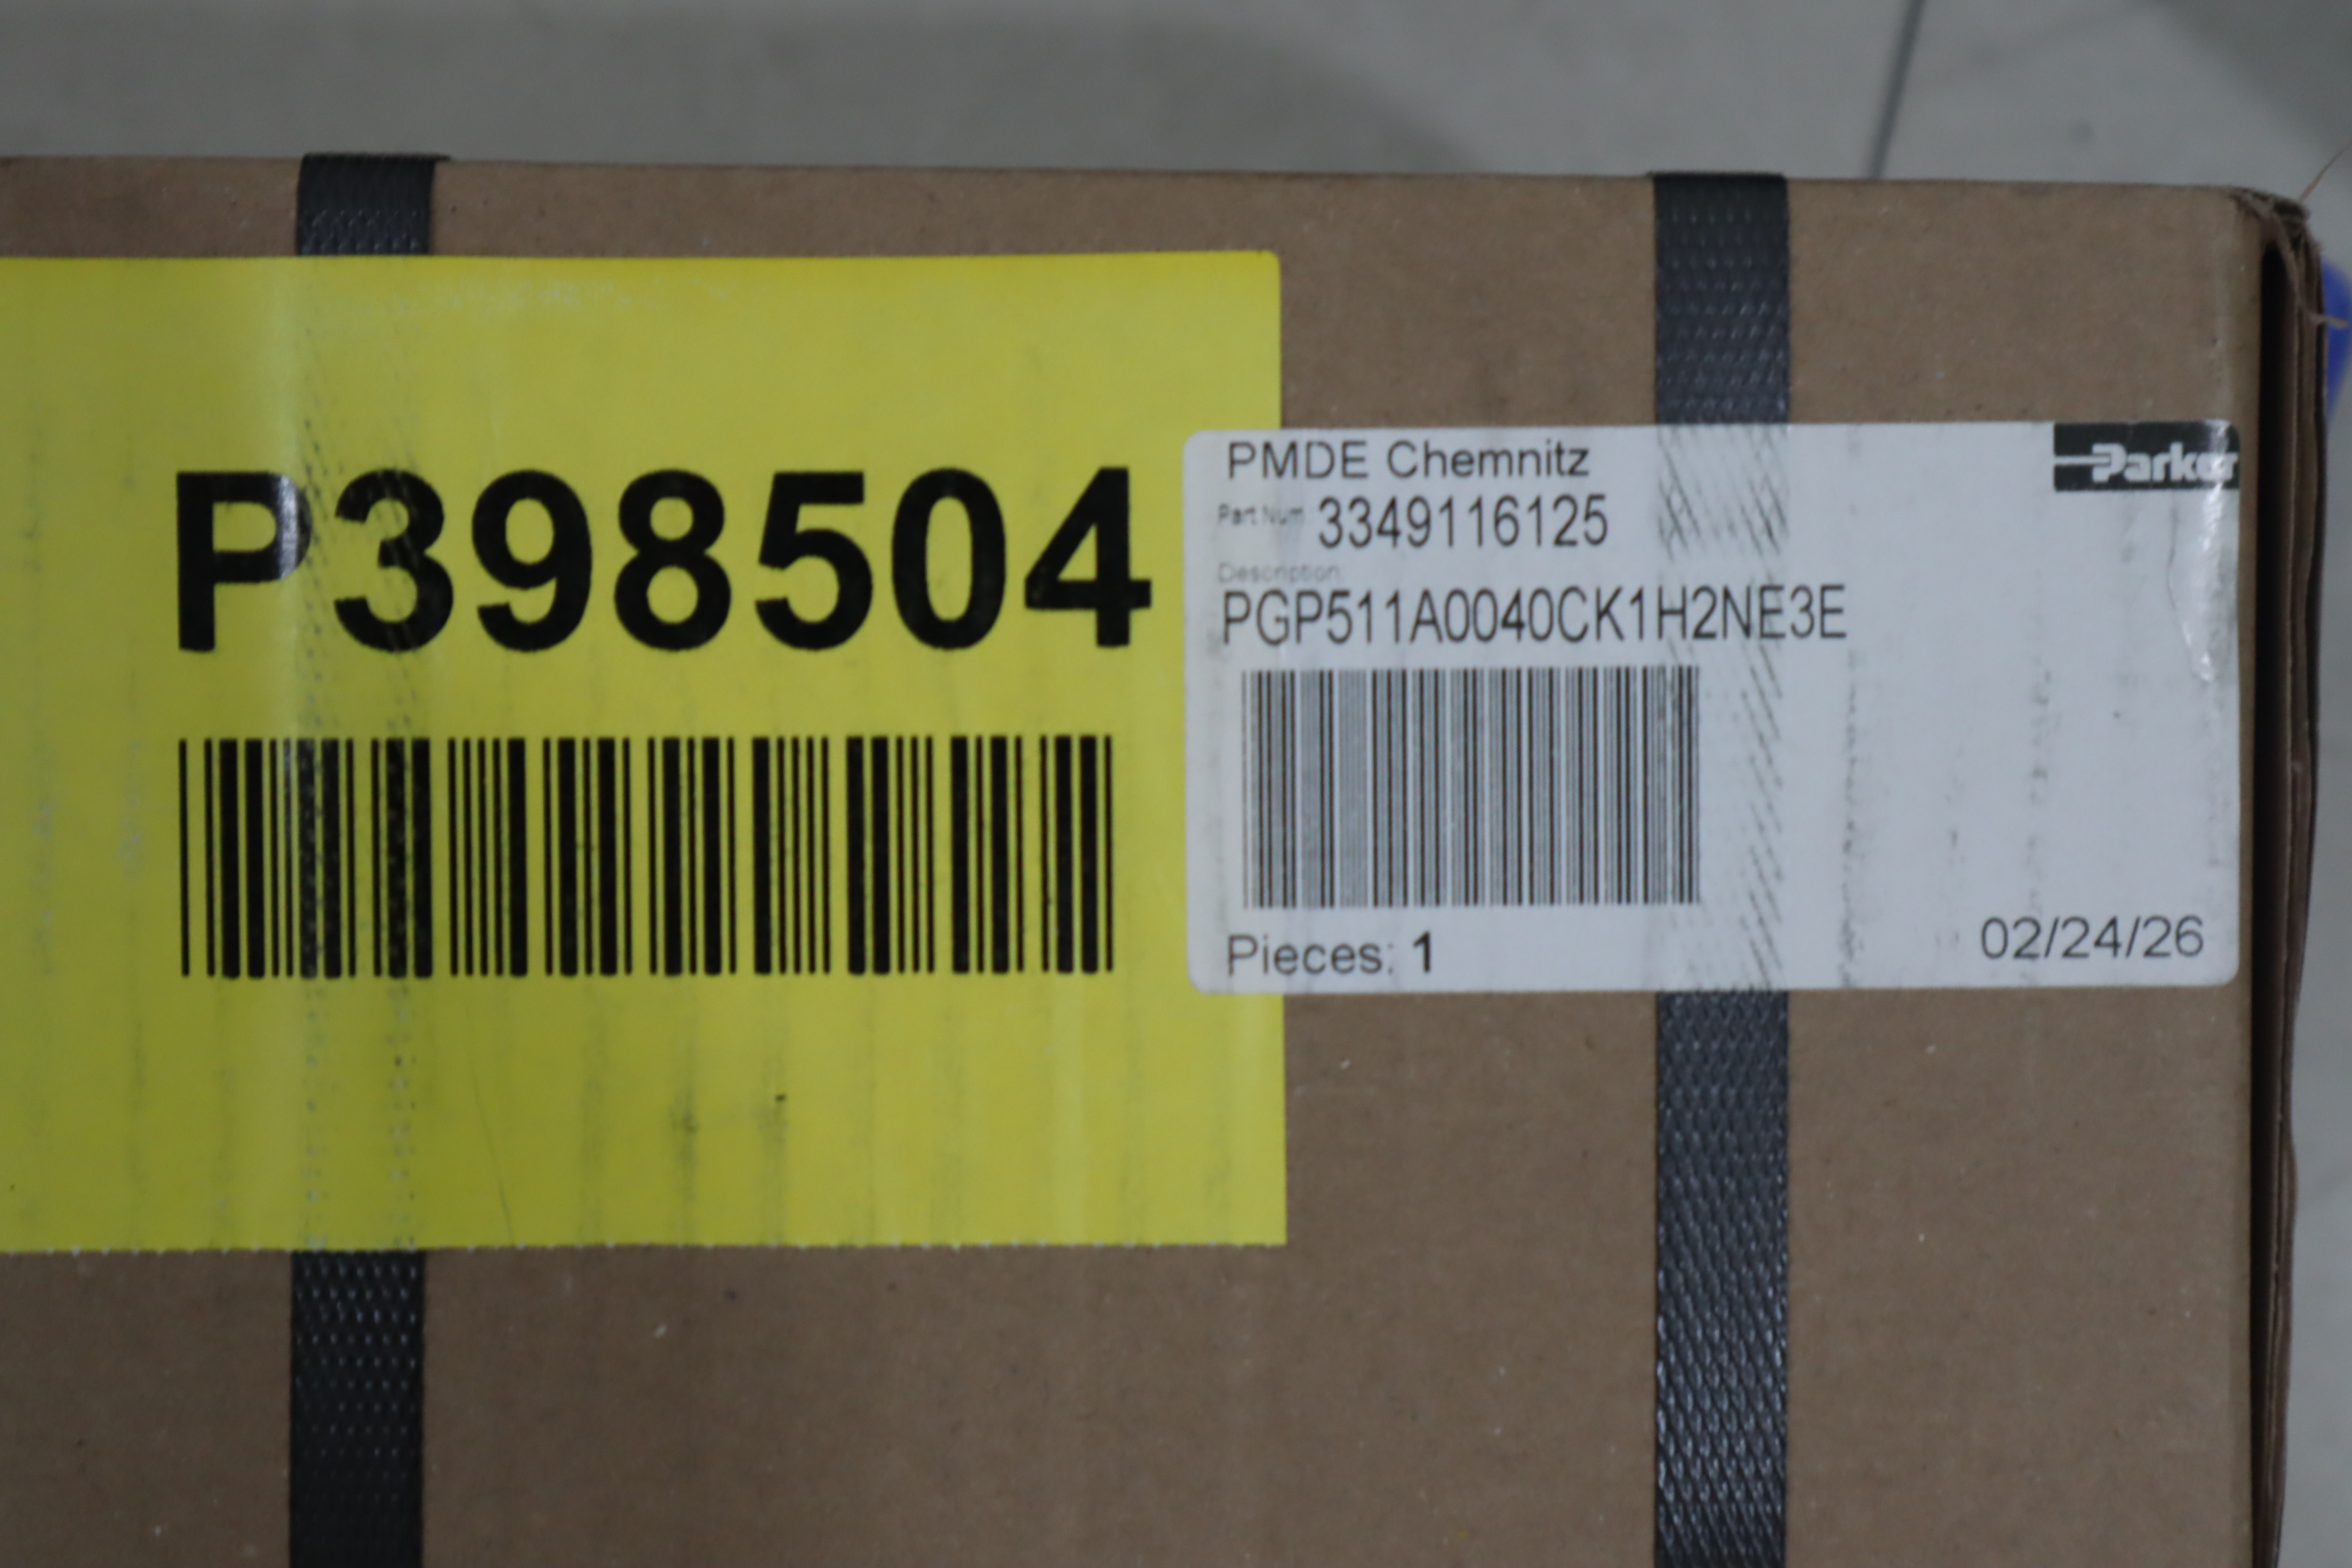 P398504
PMDE Chemnitz
Parker
Part Num 3349116125
Description:
PGP511A0040CK1H2NE3E
Pieces: 1
02/24/26